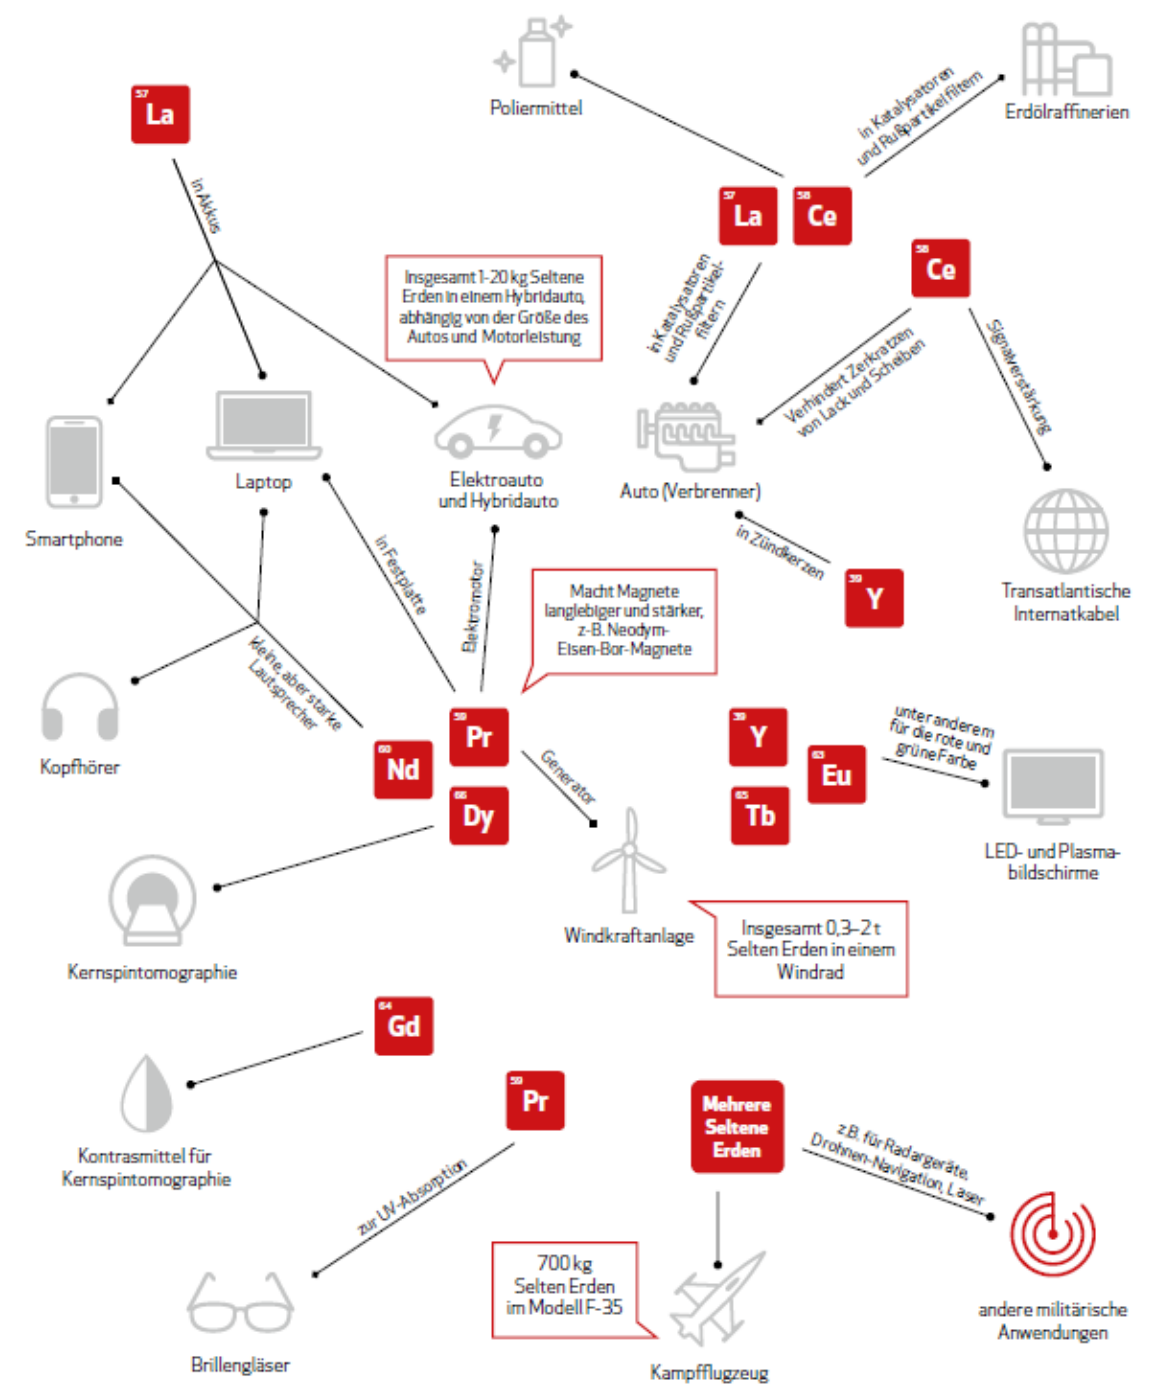 Poliermittel
in Katalysatoren
und Rußpartikelfiltern
Erdölraffinerien
57
La
in Akkus
57
La
58
Ce
58
Ce
in Katalysatoren
und Rußpartikel-
filtern
Verhindert Zerkratzen
von Lack und Scheiben
Signalverstärkung
Insgesamt 1-20 kg Seltene
Erden in einem Hybridauto,
abhängig von der Größe des
Autos und Motorleistung
Smartphone
Laptop
Elektroauto
und Hybridauto
Auto (Verbrenner)
in Zündkerzen
39
Y
Transatlantische
Internatkabel
in Festplatte
Elektromotor
Macht Magnete
langlebiger und stärker,
z-B. Neodym-
Eisen-Bor-Magnete
kleine, aber starke
Lautsprecher
Kopfhörer
60
Nd
59
Pr
66
Dy
Generator
39
Y
63
Eu
65
Tb
unter anderem
für die rote und
grüne Farbe
LED- und Plasma-
bildschirme
Kernspintomographie
Windkraftanlage
Insgesamt 0,3–2 t
Selten Erden in einem
Windrad
64
Gd
Kontrasmittel für
Kernspintomographie
59
Pr
zur UV-Absorption
Brillengläser
Mehrere
Seltene
Erden
z.B. für Radargeräte,
Drohnen-Navigation, Laser
700 kg
Selten Erden
im Modell F-35
Kampfflugzeug
andere militärische
Anwendungen